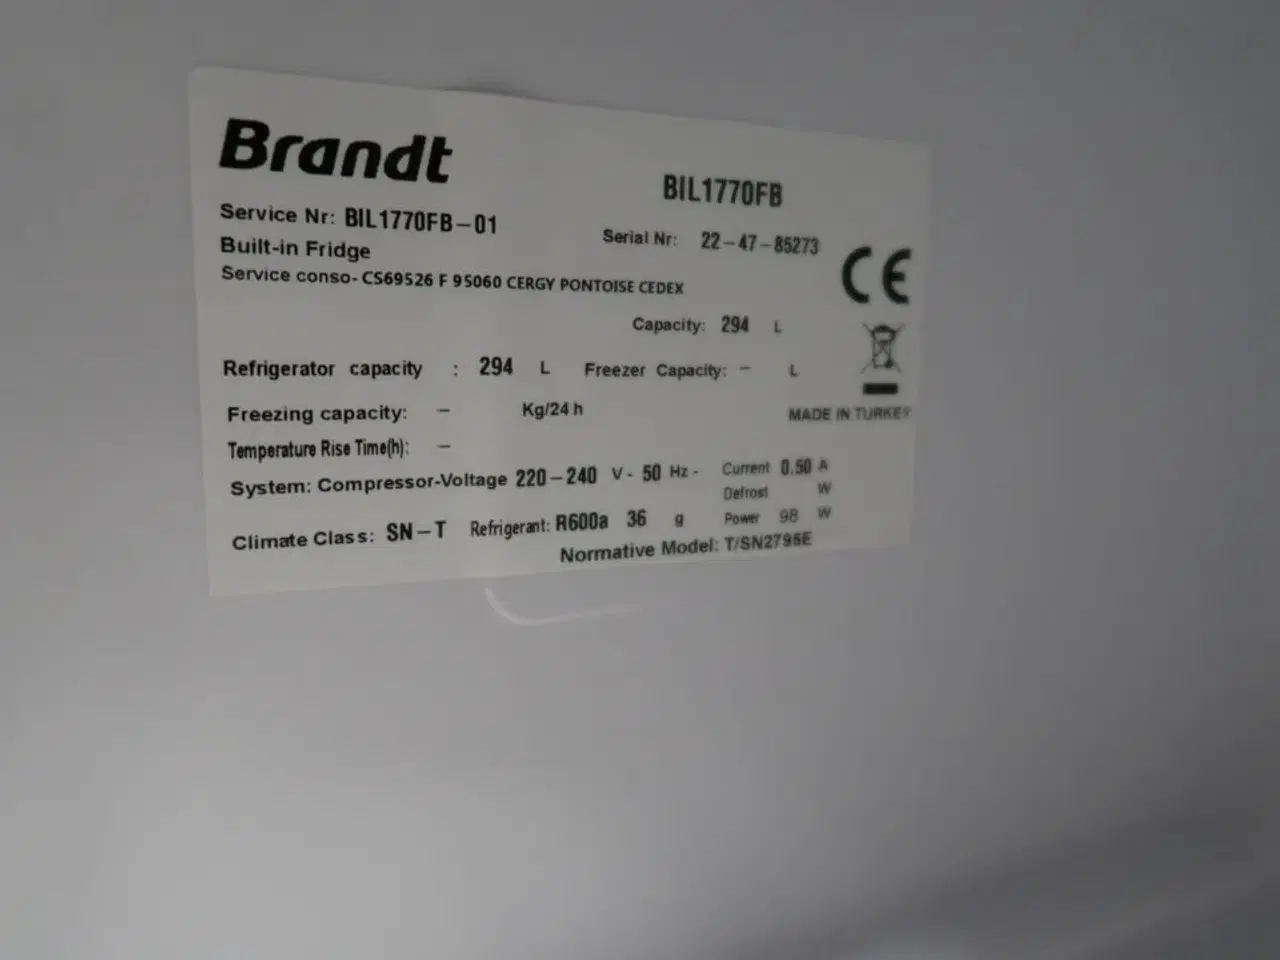 Brandt
BIL1770FB
Service Nr: BIL1770FB-01
Serial Nr: 22-47-85273
Built-in Fridge
Service conso- CS69526 F 95060 CERGY PONTOISE CEDEX
CE
Capacity: 294 L
Refrigerator capacity : 294 L Freezer Capacity: - L
Freezing capacity: - Kg/24 h
MADE IN TURKEY
Temperature Rise Time(h): -
System: Compressor-Voltage 220-240 V - 50 Hz - Current 0.50 A
Defrost W
Power 98 W
Climate Class: SN-T Refrigerant: R600a 36 g
Normative Model: T/SN2795E